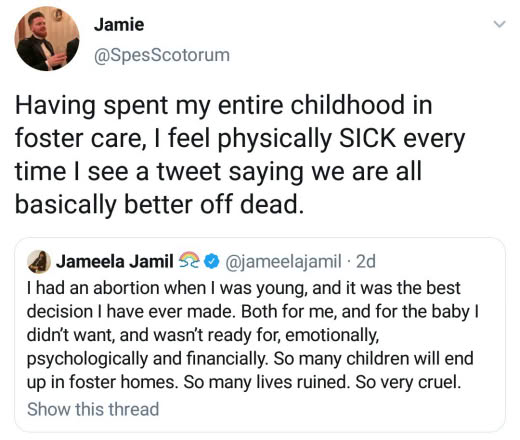 Jamie
@SpesScotorum
Having spent my entire childhood in
foster care, I feel physically SICK every
time I see a tweet saying we are all
basically better off dead.
Jameela Jamil 🌈 @jameelajamil · 2d
I had an abortion when I was young, and it was the best
decision I have ever made. Both for me, and for the baby I
didn't want, and wasn't ready for, emotionally,
psychologically and financially. So many children will end
up in foster homes. So many lives ruined. So very cruel.
Show this thread